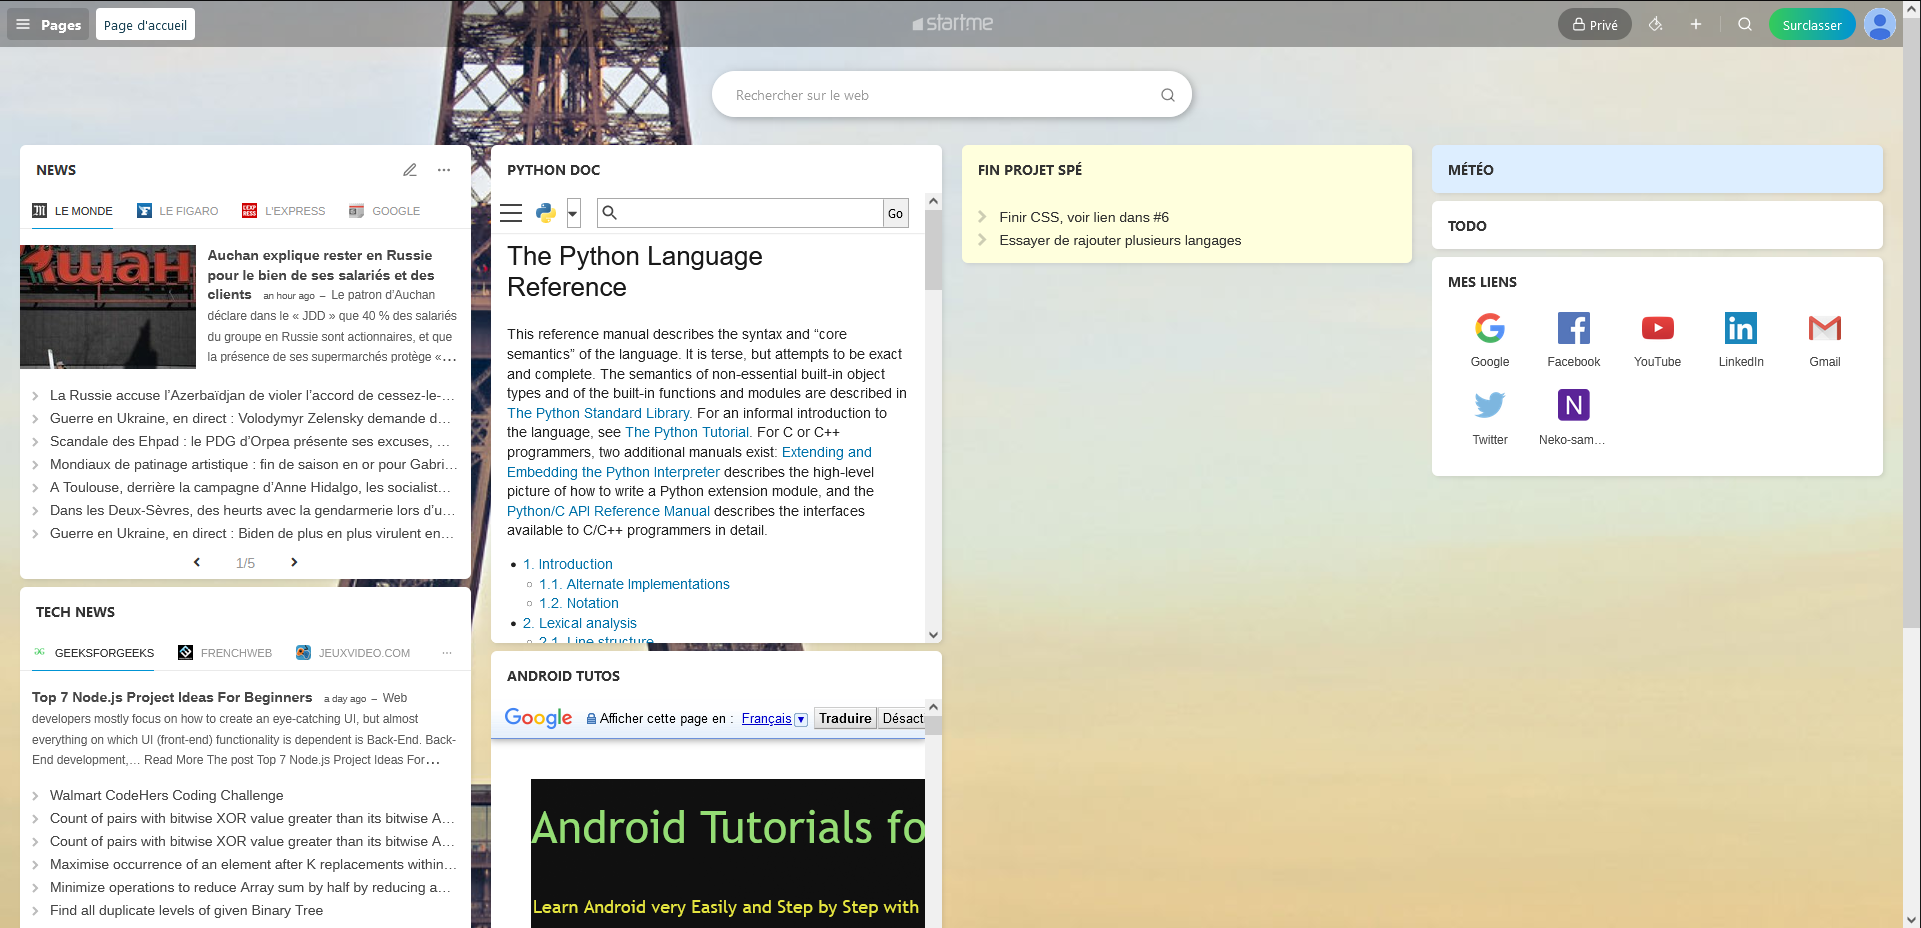 Pages
Page d'accueil
start.me
Privé
Surclasser
Rechercher sur le web
NEWS
LE MONDE
LE FIGARO
L'EXPRESS
GOOGLE
Auchan explique rester en Russie
pour le bien de ses salariés et des
clients an hour ago – Le patron d’Auchan
déclare dans le « JDD » que 40 % des salariés
du groupe en Russie sont actionnaires, et que
la présence de ses supermarchés protège «…
La Russie accuse l’Azerbaïdjan de violer l’accord de cessez-le-…
Guerre en Ukraine, en direct : Volodymyr Zelensky demande d…
Scandale des Ehpad : le PDG d’Orpea présente ses excuses, …
Mondiaux de patinage artistique : fin de saison en or pour Gabri…
A Toulouse, derrière la campagne d’Anne Hidalgo, les socialist…
Dans les Deux-Sèvres, des heurts avec la gendarmerie lors d’u…
Guerre en Ukraine, en direct : Biden de plus en plus virulent en…
1/5
TECH NEWS
GEEKSFORGEEKS
FRENCHWEB
JEUXVIDEO.COM
Top 7 Node.js Project Ideas For Beginners a day ago – Web
developers mostly focus on how to create an eye-catching UI, but almost
everything on which UI (front-end) functionality is dependent is Back-End. Back-
End development,… Read More The post Top 7 Node.js Project Ideas For…
Walmart CodeHers Coding Challenge
Count of pairs with bitwise XOR value greater than its bitwise A…
Count of pairs with bitwise XOR value greater than its bitwise A…
Maximise occurrence of an element after K replacements within…
Minimize operations to reduce Array sum by half by reducing a…
Find all duplicate levels of given Binary Tree
PYTHON DOC
Go
The Python Language
Reference
This reference manual describes the syntax and “core
semantics” of the language. It is terse, but attempts to be exact
and complete. The semantics of non-essential built-in object
types and of the built-in functions and modules are described in
The Python Standard Library. For an informal introduction to
the language, see The Python Tutorial. For C or C++
programmers, two additional manuals exist: Extending and
Embedding the Python Interpreter describes the high-level
picture of how to write a Python extension module, and the
Python/C API Reference Manual describes the interfaces
available to C/C++ programmers in detail.
1. Introduction
1.1. Alternate Implementations
1.2. Notation
2. Lexical analysis
2.1. Line structure
ANDROID TUTOS
Google Afficher cette page en : Français Traduire Désact
Android Tutorials fo
Learn Android very Easily and Step by Step with
FIN PROJET SPÉ
Finir CSS, voir lien dans #6
Essayer de rajouter plusieurs langages
MÉTÉO
TODO
MES LIENS
Google
Facebook
YouTube
LinkedIn
Gmail
N
Twitter
Neko-sam…